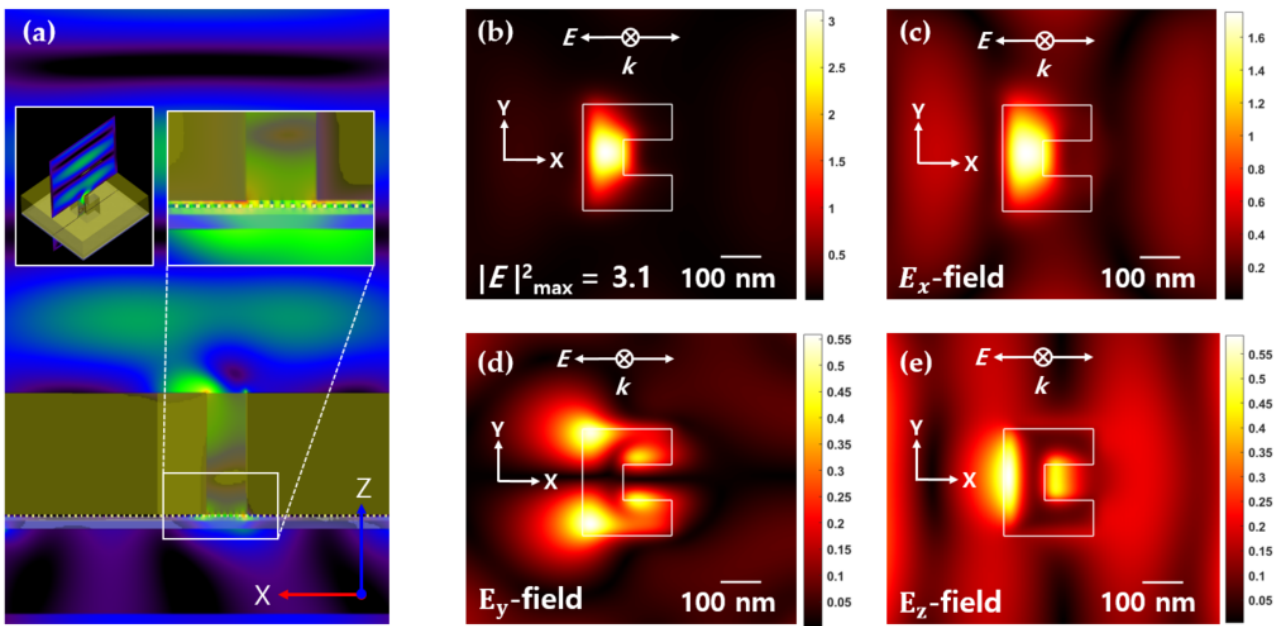 (a)
Z
X
(b)
E
k
Y
X
|E|²max = 3.1
100 nm
3
2.5
2
1.5
1
0.5
(c)
E
k
Y
X
Eₓ-field
100 nm
1.6
1.4
1.2
1
0.8
0.6
0.4
0.2
(d)
E
k
Y
X
Ey-field
100 nm
0.55
0.5
0.45
0.4
0.35
0.3
0.25
0.2
0.15
0.1
0.05
(e)
E
k
Y
X
Ez-field
100 nm
0.55
0.5
0.45
0.4
0.35
0.3
0.25
0.2
0.15
0.1
0.05